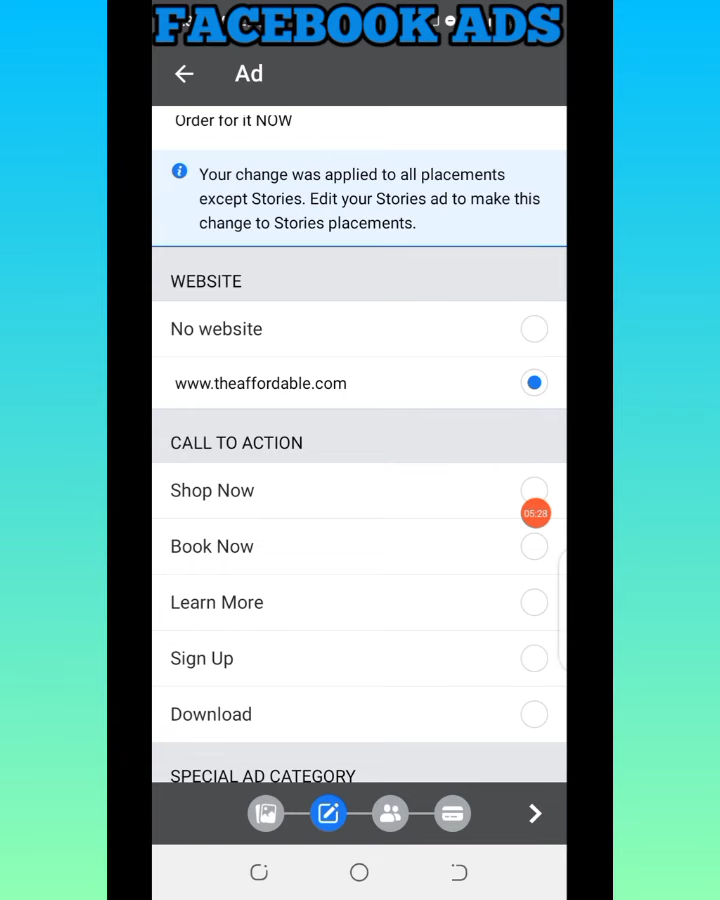 FACEBOOK ADS
Ad
Order for it NOW
Your change was applied to all placements
except Stories. Edit your Stories ad to make this
change to Stories placements.
WEBSITE
No website
www.theaffordable.com
CALL TO ACTION
Shop Now
05:28
Book Now
Learn More
Sign Up
Download
SPECIAL AD CATEGORY